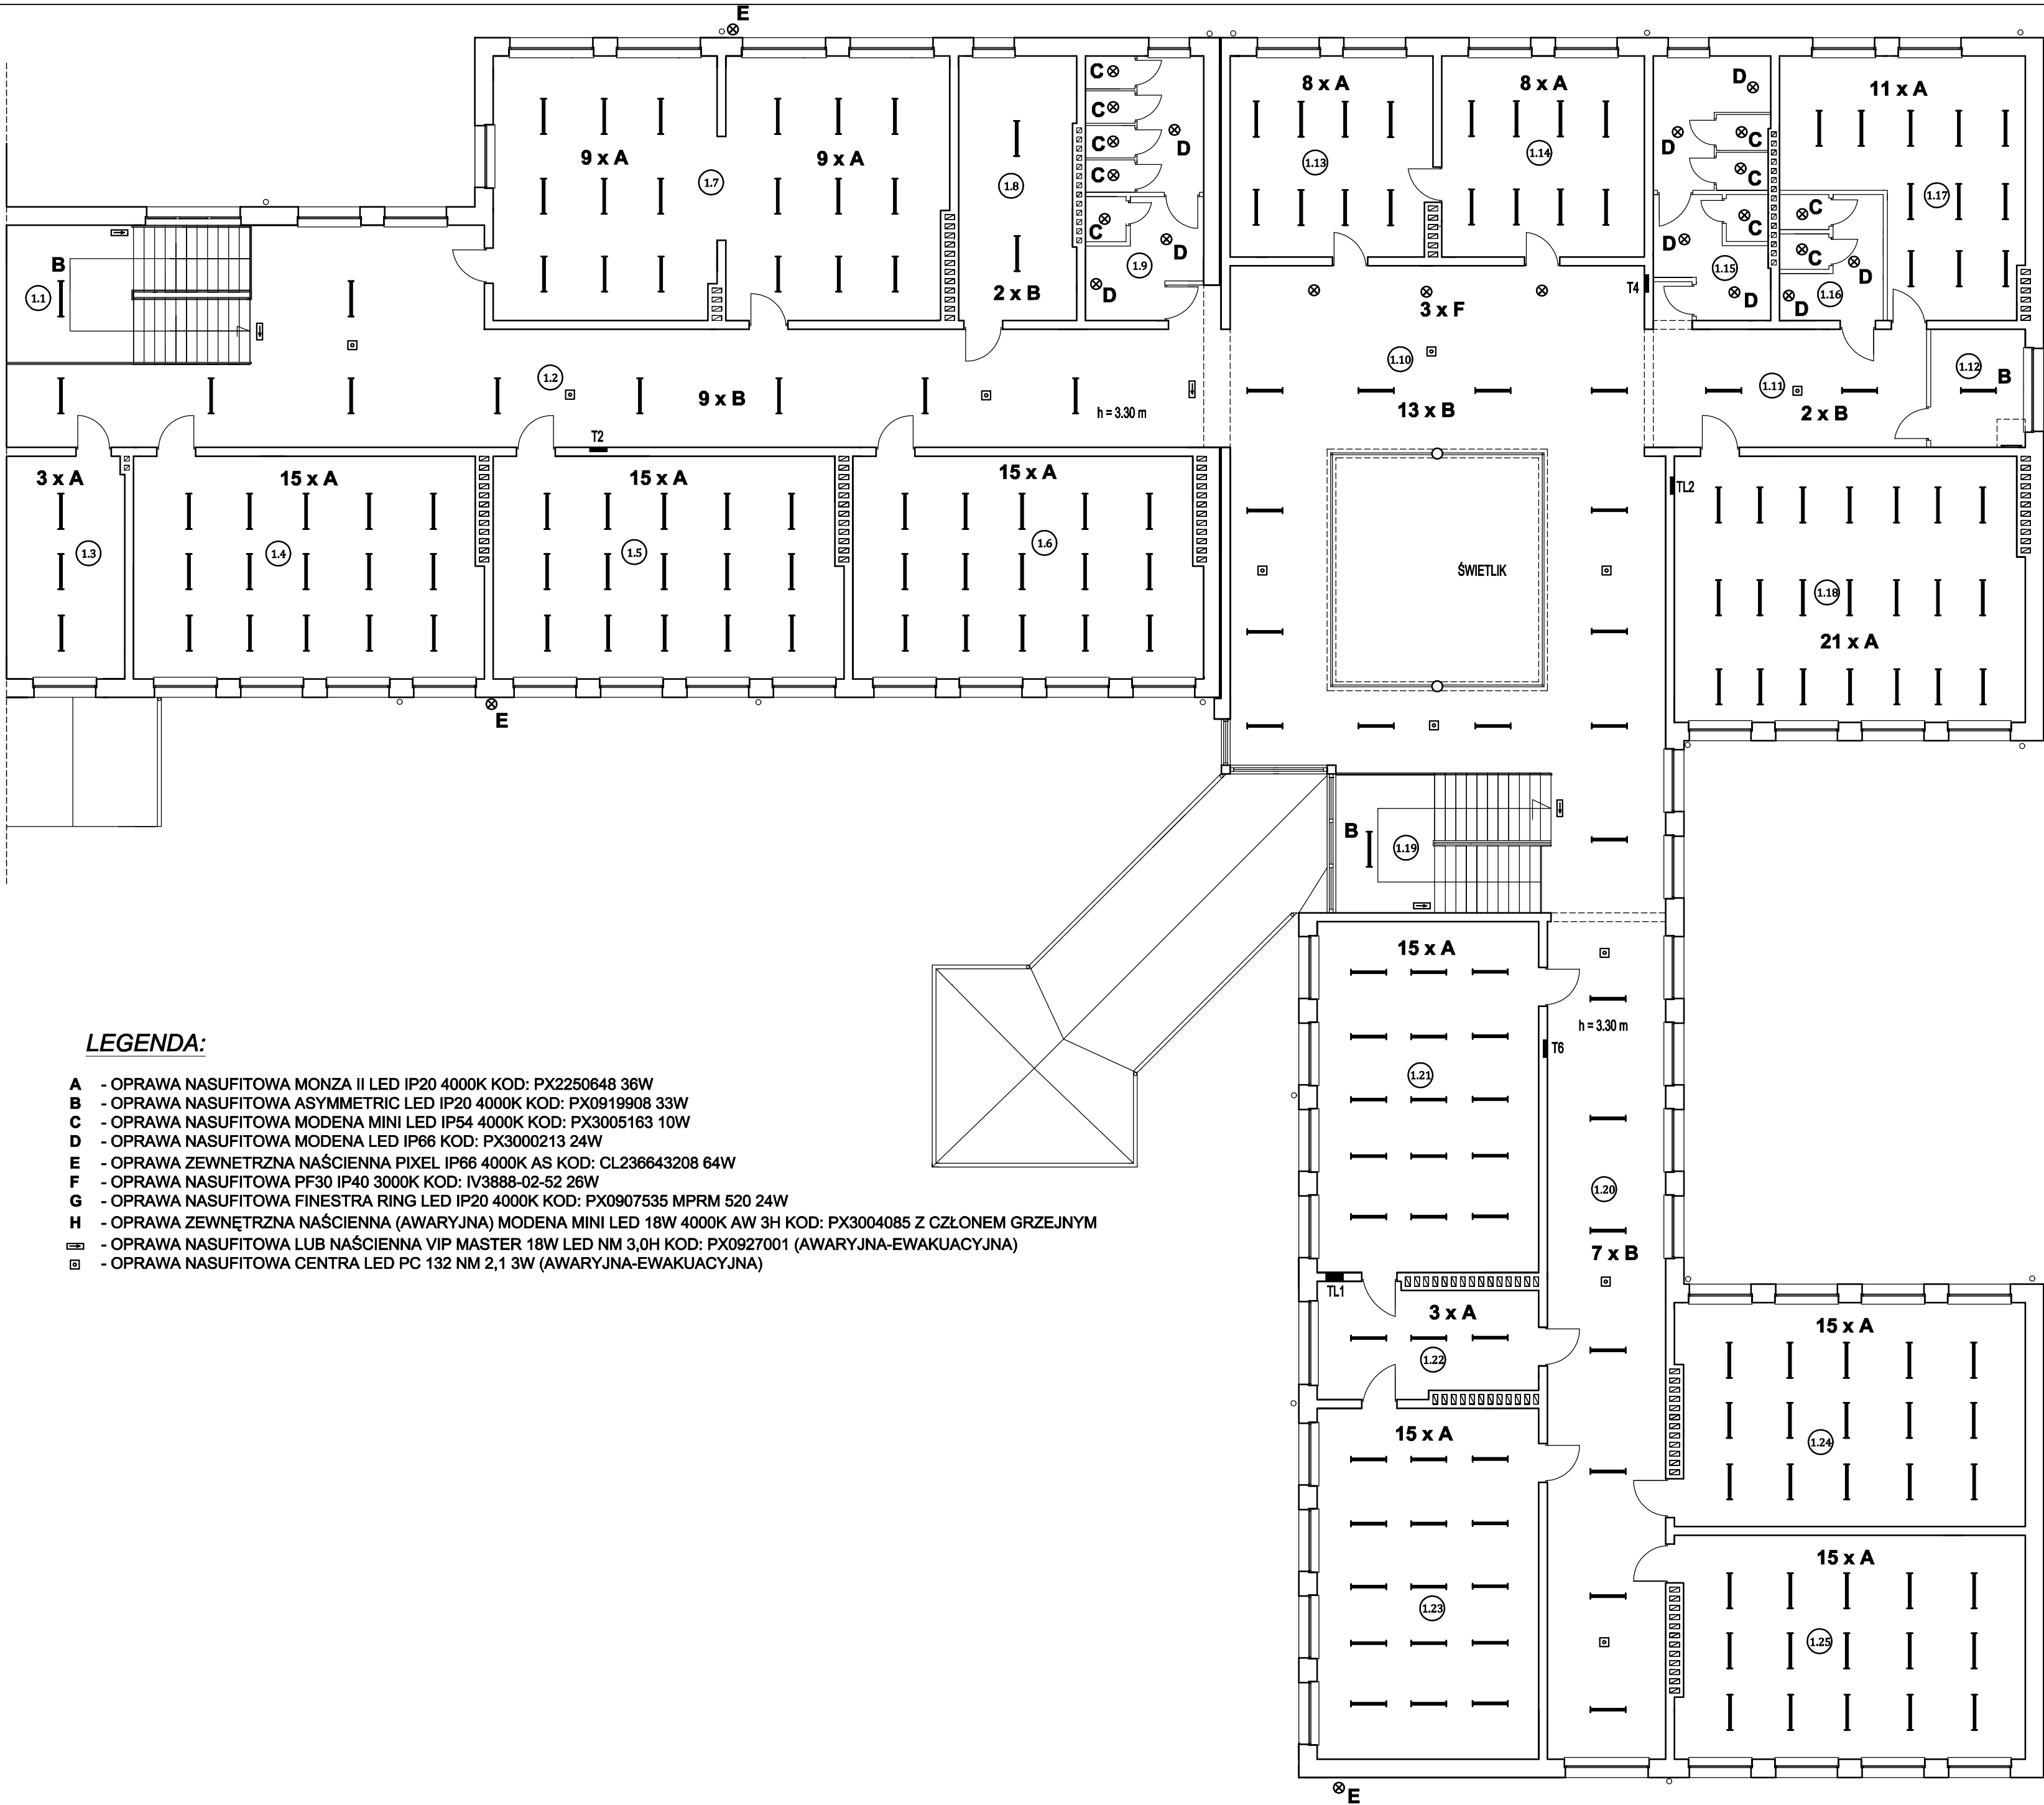 E
C
C
C
C
D
C
D
D
1.9
9 x A
9 x A
1.7
1.8
2 x B
8 x A
8 x A
1.13
1.14
D
D
C
C
C
D
1.15
D
11 x A
1.17
C
C
D
1.16
D
B
1.1
1.2
9 x B
h = 3.30 m
T2
3 x F
T4
1.10
13 x B
1.11
2 x B
1.12
B
3 x A
1.3
15 x A
1.4
15 x A
1.5
15 x A
1.6
E
ŚWIETLIK
TL2
1.18
21 x A
B
1.19
15 x A
1.21
h = 3.30 m
T6
1.20
7 x B
TL1
3 x A
1.22
15 x A
1.23
15 x A
1.24
15 x A
1.25
E
LEGENDA:
A - OPRAWA NASUFITOWA MONZA II LED IP20 4000K KOD: PX2250648 36W
B - OPRAWA NASUFITOWA ASYMMETRIC LED IP20 4000K KOD: PX0919908 33W
C - OPRAWA NASUFITOWA MODENA MINI LED IP54 4000K KOD: PX3005163 10W
D - OPRAWA NASUFITOWA MODENA LED IP66 KOD: PX3000213 24W
E - OPRAWA ZEWNETRZNA NAŚCIENNA PIXEL IP66 4000K AS KOD: CL236643208 64W
F - OPRAWA NASUFITOWA PF30 IP40 3000K KOD: IV3888-02-52 26W
G - OPRAWA NASUFITOWA FINESTRA RING LED IP20 4000K KOD: PX0907535 MPRM 520 24W
H - OPRAWA ZEWNĘTRZNA NAŚCIENNA (AWARYJNA) MODENA MINI LED 18W 4000K AW 3H KOD: PX3004085 Z CZŁONEM GRZEJNYM
- OPRAWA NASUFITOWA LUB NAŚCIENNA VIP MASTER 18W LED NM 3,0H KOD: PX0927001 (AWARYJNA-EWAKUACYJNA)
- OPRAWA NASUFITOWA CENTRA LED PC 132 NM 2,1 3W (AWARYJNA-EWAKUACYJNA)